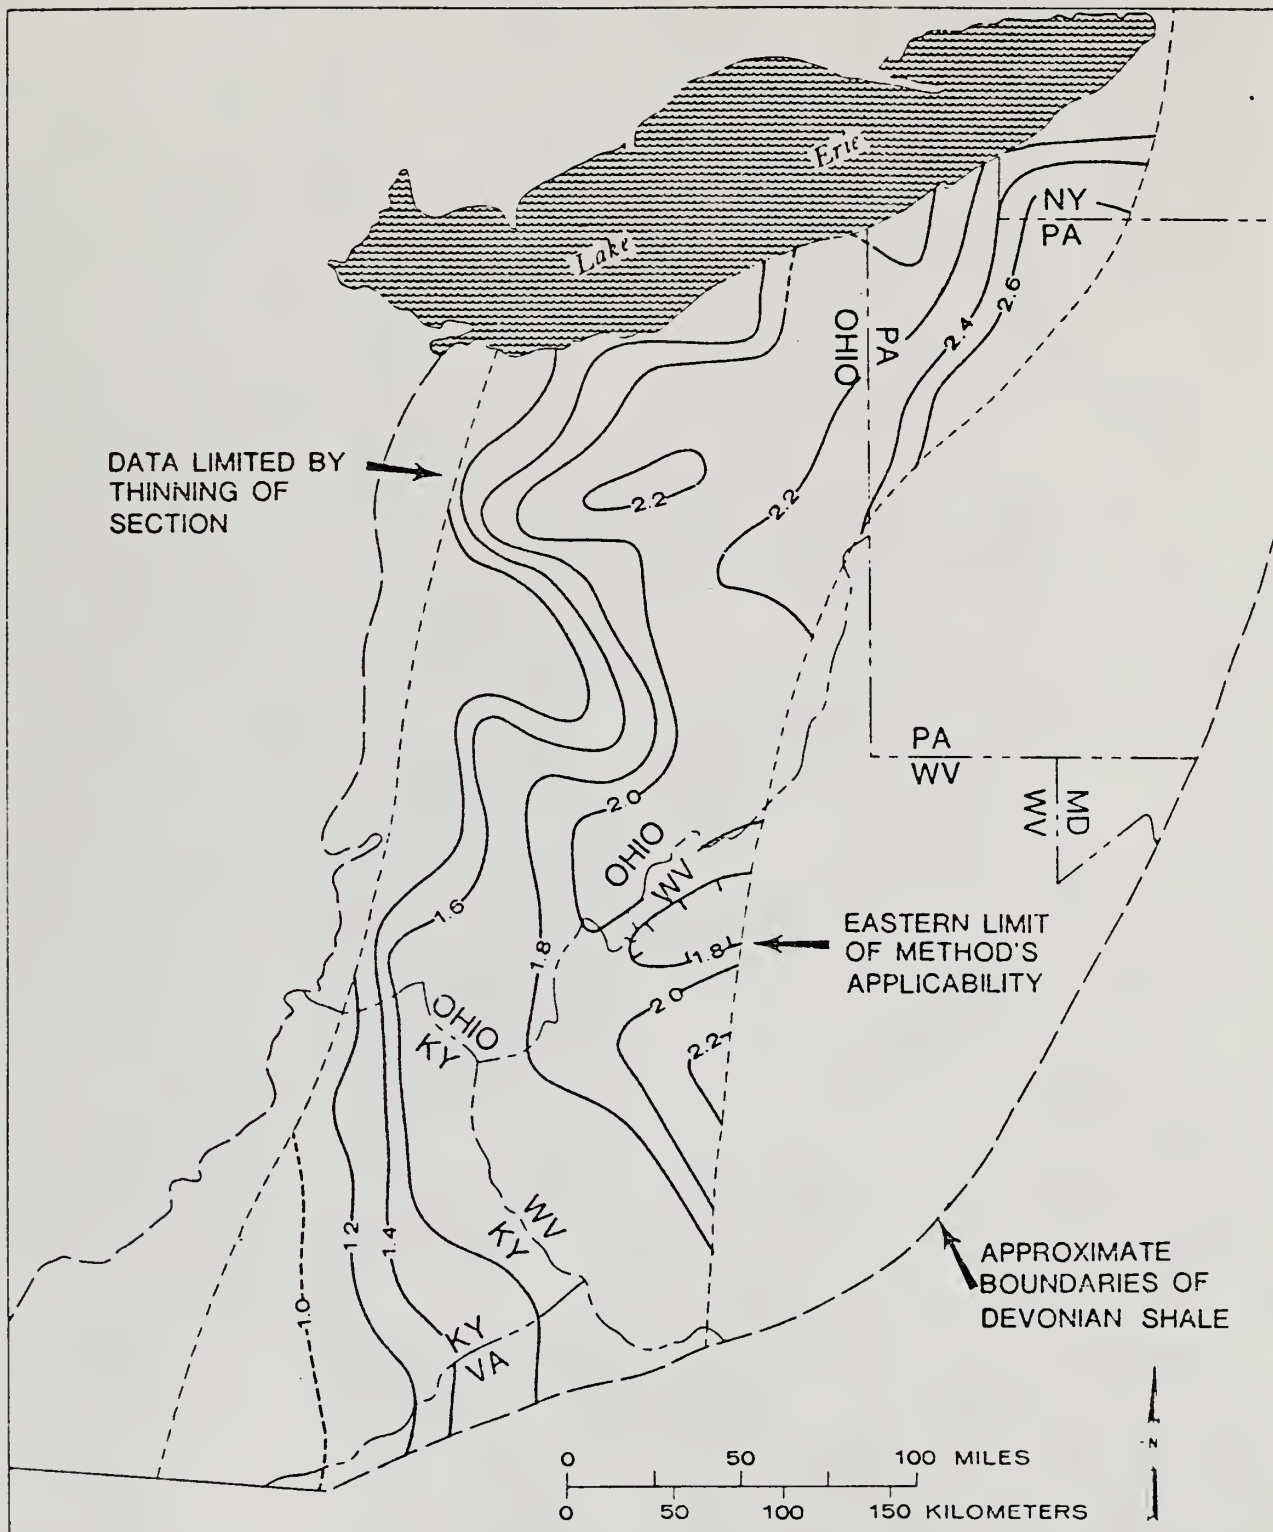 Erie
Lake
NY
PA
PA
OHIO
2.6
2.4
DATA LIMITED BY
THINNING OF
SECTION
2.2
2.2
PA
WV
MD
WV
2.0
OHIO
WV
1.6
1.8
1.8
EASTERN LIMIT
OF METHOD'S
APPLICABILITY
2.0
OHIO
KY
2.2
WV
KY
1.2
1.4
1.0
APPROXIMATE
BOUNDARIES OF
DEVONIAN SHALE
KY
VA
N
0 50 100 MILES
0 50 100 150 KILOMETERS